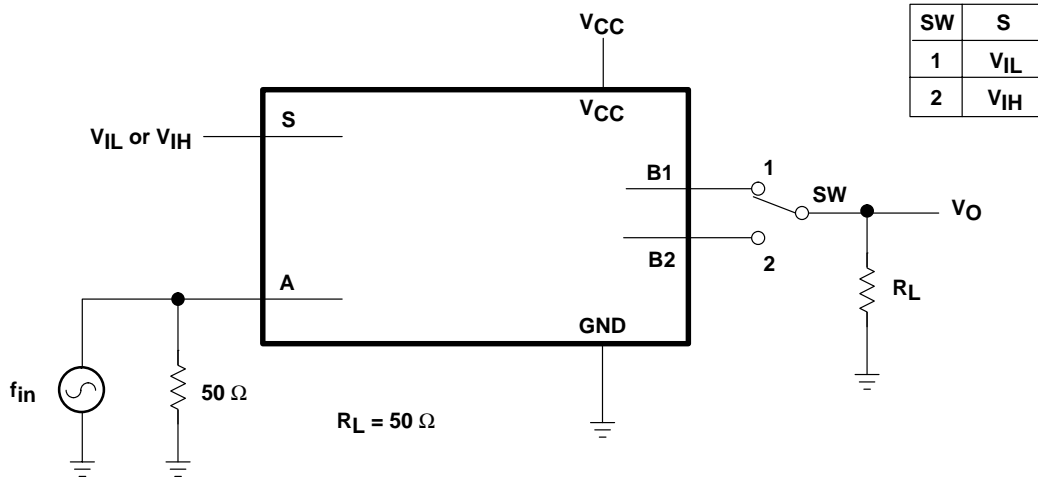 VCC
SW S
1 VIL
2 VIH
VCC
S
VIL or VIH
B1
1
SW
VO
B2
2
A
RL
GND
fin
50 Ω
RL = 50 Ω